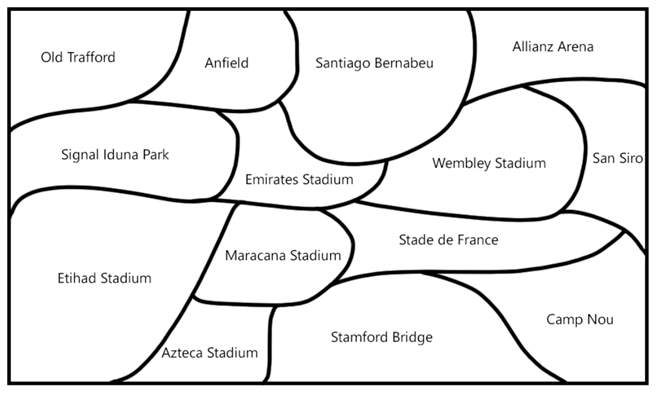 Old Trafford
Anfield
Santiago Bernabeu
Allianz Arena
Signal Iduna Park
Emirates Stadium
Wembley Stadium
San Siro
Etihad Stadium
Maracana Stadium
Stade de France
Azteca Stadium
Stamford Bridge
Camp Nou